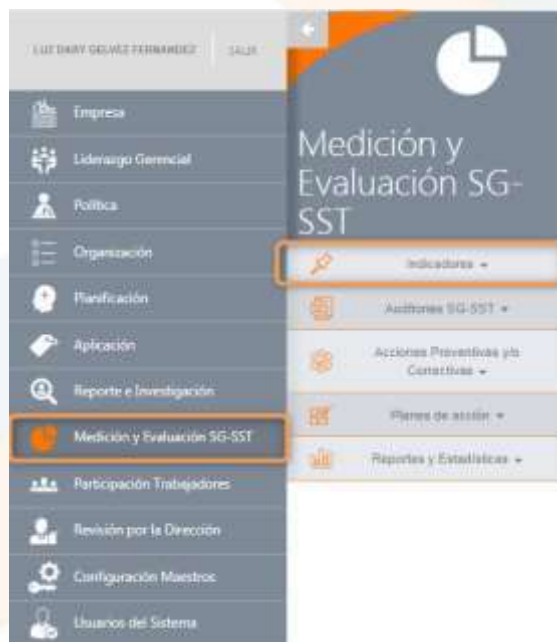 LUZ DARY GELVEZ FERNANDEZ
SALIR
Empresa
Liderazgo Gerencial
Política
Organización
Planificación
Aplicación
Reporte e Investigación
Medición y Evaluación SG-SST
Participación Trabajadores
Revisión por la Dirección
Configuración Maestros
Usuarios del Sistema
Medición y
Evaluación SG-
SST
Indicadores
Auditorías SG-SST
Acciones Preventivas y/o
Correctivas
Planes de acción
Reportes y Estadísticas